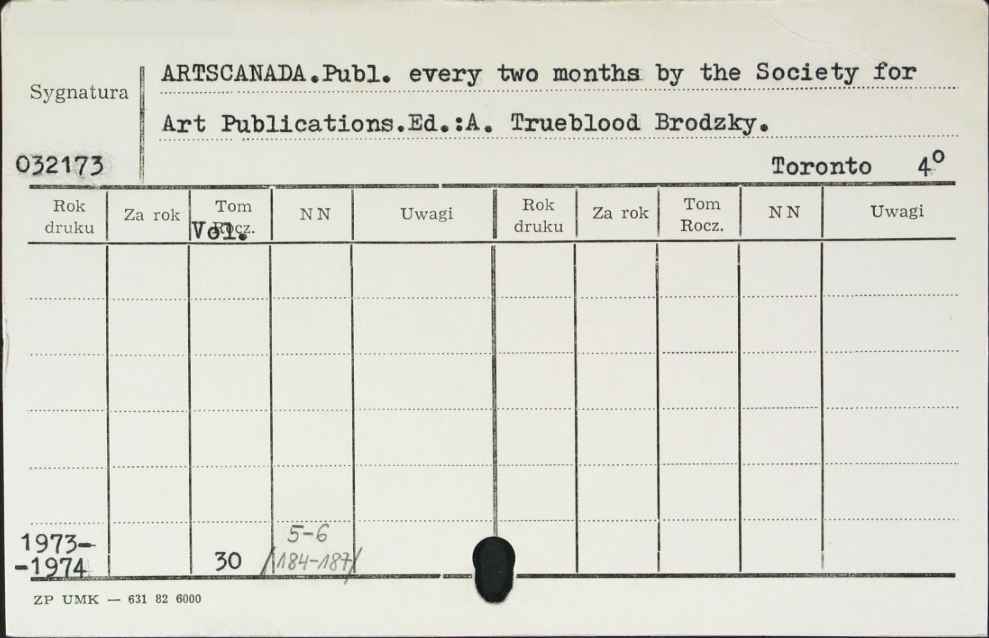 ARTSCANADA.Publ. every two months by the Society for
Sygnatura
Art Publications.Ed.:A. Trueblood Brodzky.
032173
Toronto 4°
Rok druku Za rok Tom Rocz. NN Uwagi Rok druku Za rok Tom Rocz. NN Uwagi
Vol.
5-6
1973-
-1974 30 /184-187/
ZP UMK — 631 82 6000